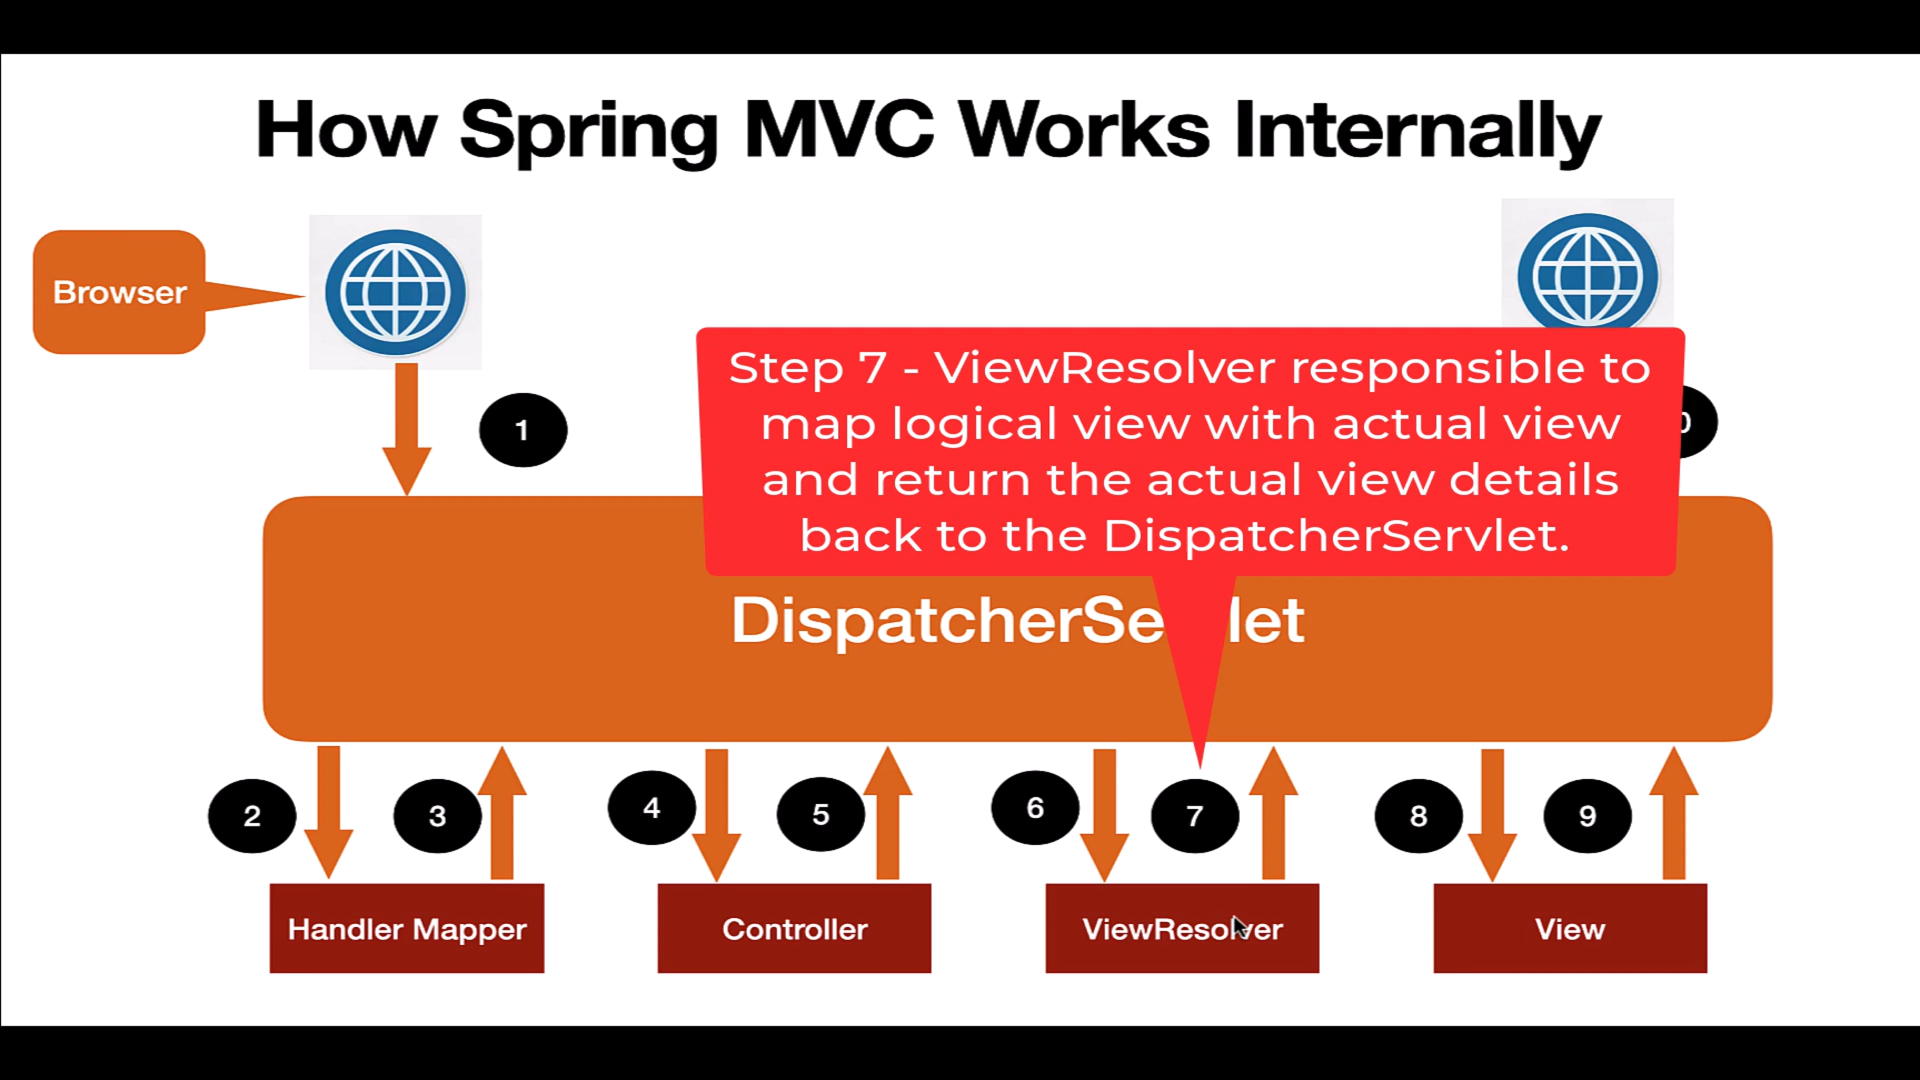 How Spring MVC Works Internally
Browser
Step 7 - ViewResolver responsible to
map logical view with actual view
and return the actual view details
back to the DispatcherServlet.
1
0
2
3
4
5
6
7
8
9
Handler Mapper
Controller
ViewResolver
View